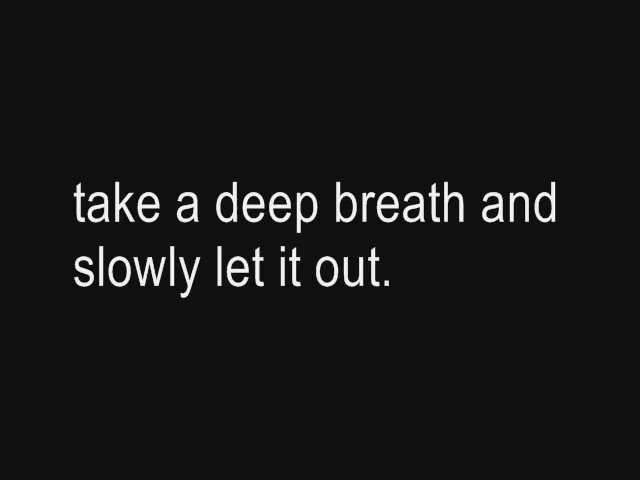 take a deep breath and
slowly let it out.